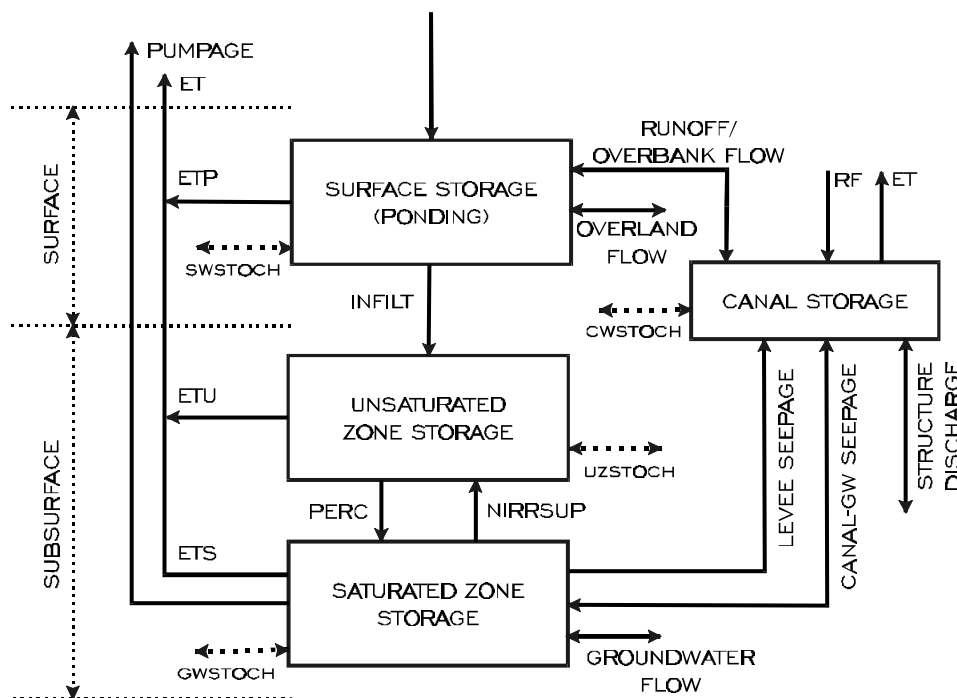 PUMPAGE
ET
RUNOFF/
OVERBANK FLOW
SURFACE
ETP
SURFACE STORAGE
(PONDING)
RF
ET
OVERLAND
FLOW
SWSTOCH
INFILT
CANAL STORAGE
CWSTOCH
SUBSURFACE
ETU
UNSATURATED
ZONE STORAGE
UZSTOCH
LEVEE SEEPAGE
CANAL-GW SEEPAGE
STRUCTURE
DISCHARGE
PERC
NIRRSUP
ETS
SATURATED ZONE
STORAGE
GWSTOCH
GROUNDWATER
FLOW